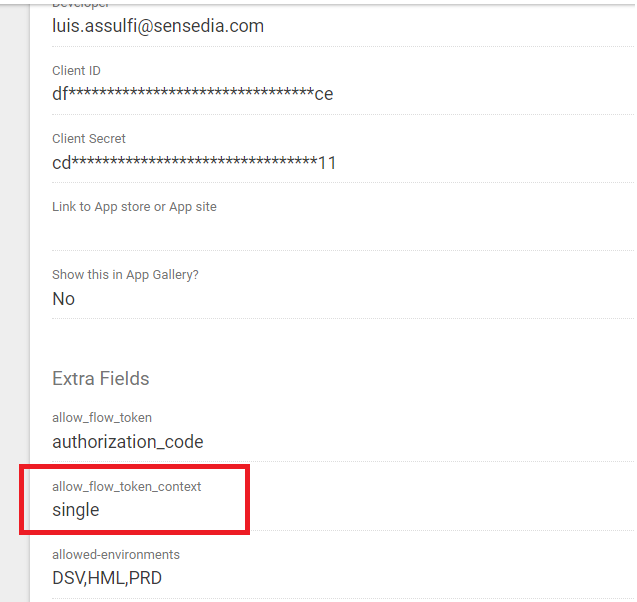 Developer
luis.assulfi@sensedia.com
Client ID
df********************************ce
Client Secret
cd********************************11
Link to App store or App site
Show this in App Gallery?
No
Extra Fields
allow_flow_token
authorization_code
allow_flow_token_context
single
allowed-environments
DSV,HML,PRD